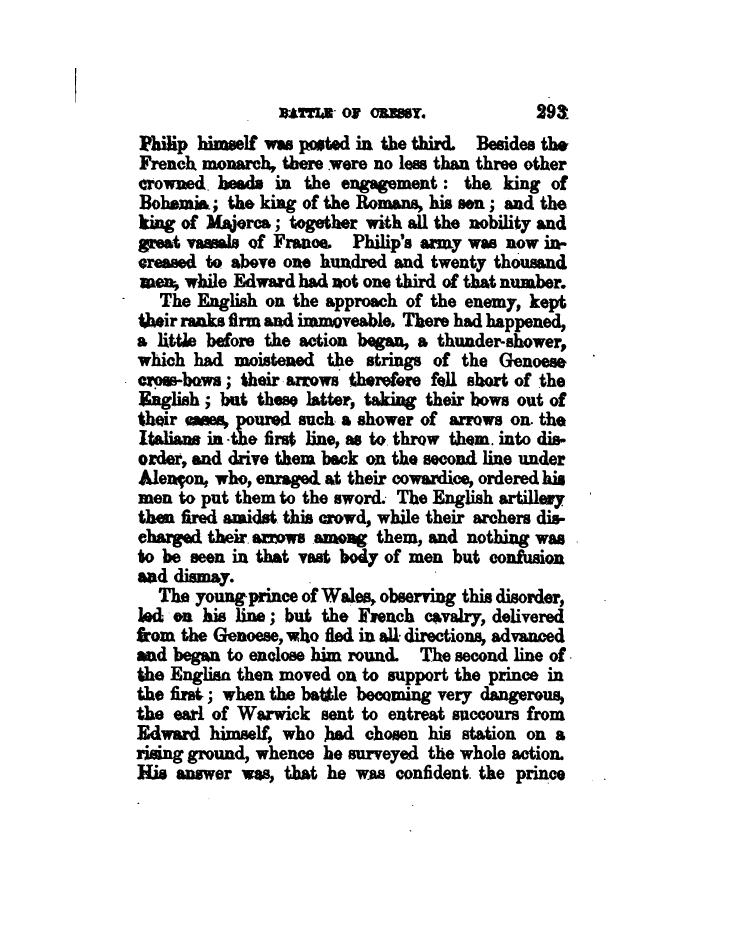 BATTLE OF CRESSY. 293
Philip himself was posted in the third. Besides the
French monarch, there were no less than three other
crowned heads in the engagement: the king of
Bohemia; the king of the Romans, his son; and the
king of Majorca; together with all the nobility and
great vassals of France. Philip's army was now in-
creased to above one hundred and twenty thousand
men, while Edward had not one third of that number.
The English on the approach of the enemy, kept
their ranks firm and immoveable. There had happened,
a little before the action began, a thunder-shower,
which had moistened the strings of the Genoese
cross-bows; their arrows therefore fell short of the
English; but these latter, taking their bows out of
their cases, poured such a shower of arrows on the
Italians in the first line, as to throw them into dis-
order, and drive them back on the second line under
Alençon, who, enraged at their cowardice, ordered his
men to put them to the sword. The English artillery
then fired amidst this crowd, while their archers dis-
charged their arrows among them, and nothing was
to be seen in that vast body of men but confusion
and dismay.
The young prince of Wales, observing this disorder,
led on his line; but the French cavalry, delivered
from the Genoese, who fled in all directions, advanced
and began to enclose him round. The second line of
the English then moved on to support the prince in
the first; when the battle becoming very dangerous,
the earl of Warwick sent to entreat succours from
Edward himself, who had chosen his station on a
rising ground, whence he surveyed the whole action.
His answer was, that he was confident the prince